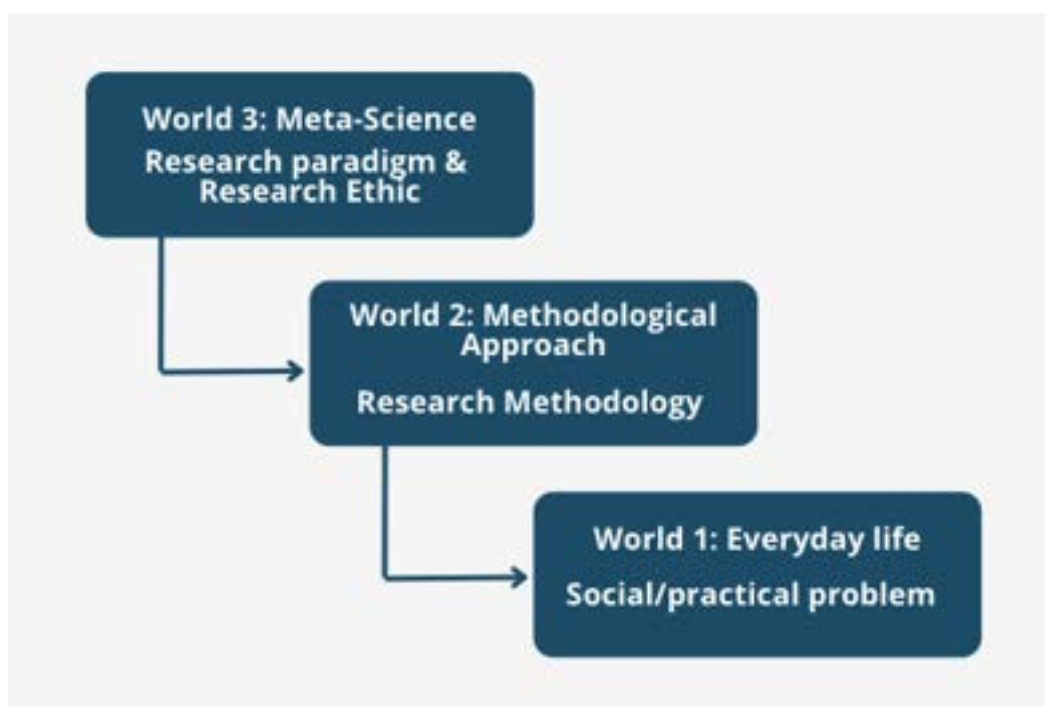 World 3: Meta-Science
Research paradigm &
Research Ethic
World 2: Methodological
Approach
Research Methodology
World 1: Everyday life
Social/practical problem